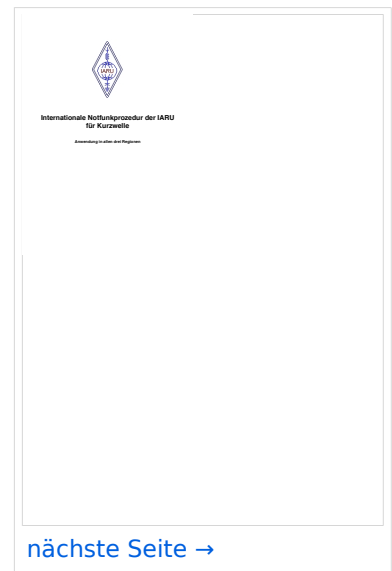 IARU
Internationale Notfunkprozedur der IARU
für Kurzwelle
Anwendung in allen drei Regionen
nächste Seite →